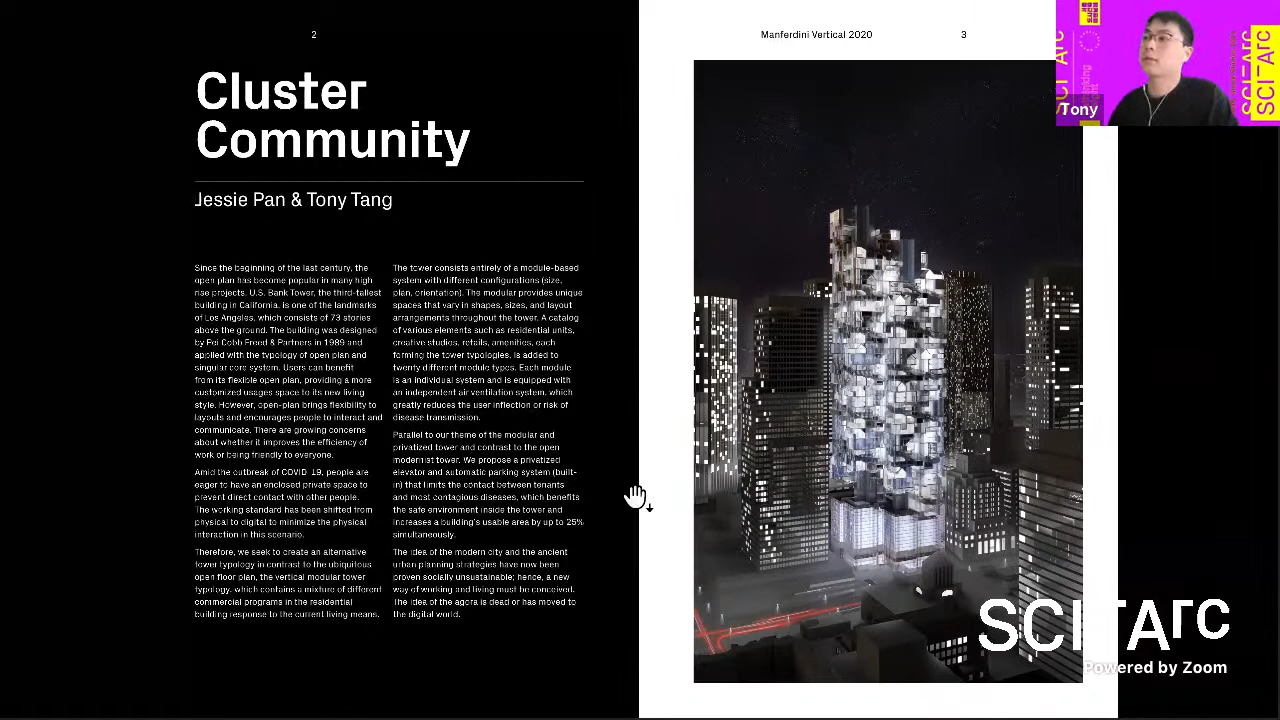 2
Cluster
Community
Jessie Pan & Tony Tang
Since the beginning of the last century, the
open plan has become popular in many high
rise projects. U.S. Bank Tower, the third-tallest
building in California, is one of the landmarks
of Los Angeles, which consists of 73 stories
above the ground. The building was designed
by Pei Cobb Freed & Partners in 1989 and
applied with the typology of open plan and
singular core system. Users can benefit
from its flexible open plan, providing a more
customized usages space to its new living
style. However, open-plan brings flexibility to
layouts and encourages people to interact and
communicate. There are growing concerns
about whether it improves the efficiency of
work or being friendly to everyone.
Amid the outbreak of COVID 19, people are
eager to have an enclosed private space to
prevent direct contact with other people.
The working standard has been shifted from
physical to digital to minimize the physical
interaction in this scenario.
Therefore, we seek to create an alternative
tower typology in contrast to the ubiquitous
open floor plan, the vertical modular tower
typology, which contains a mixture of different
commercial programs in the residential
building response to the current living means.
The tower consists entirely of a module-based
system with different configurations (size,
plan, orientation). The modular provides unique
spaces that vary in shapes, sizes, and layout
arrangements throughout the tower. A catalog
of various elements such as residential units,
creative studios, retails, amenities, each
forming the tower typologies, is added to
twenty different module types. Each module
is an individual system and is equipped with
an independent air ventilation system, which
greatly reduces the user inflection or risk of
disease transmission.
Parallel to our theme of the modular and
privatized tower and contrast to the open
modernist tower. We propose a privatized
elevator and automatic parking system (built-
in) that limits the contact between tenants
and most contagious diseases, which benefits
the safe environment inside the tower and
increases a building's usable area by up to 25%
simultaneously.
The idea of the modern city and the ancient
urban planning strategies have now been
proven socially unsustainable; hence, a new
way of working and living must be conceived.
The idea of the agora is dead or has moved to
the digital world.
Manferdini Vertical 2020
3
Tony
SCI-Arc
SCI-Arc
Powered by Zoom